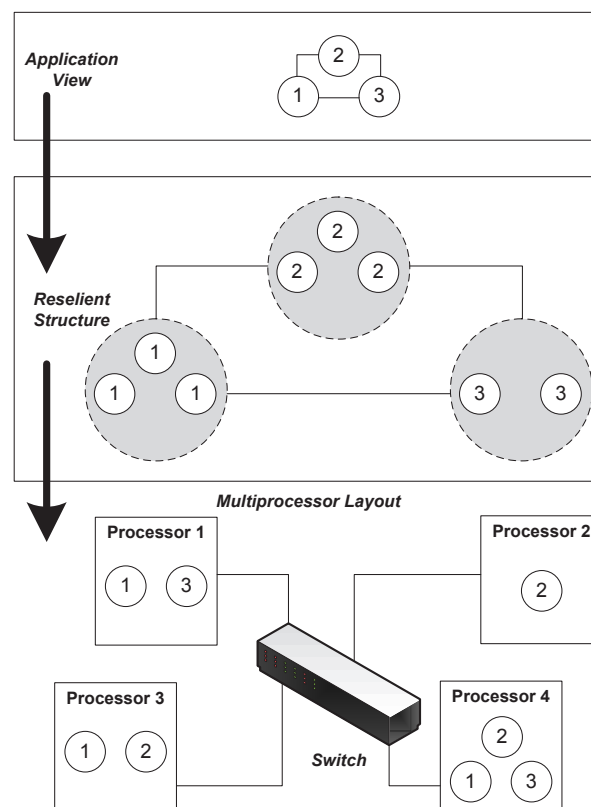 Application
View
2
1
3
Reselient
Structure
2
2
2
1
1
1
3
3
Multiprocessor Layout
Processor 1
1
3
Processor 2
2
Processor 3
1
2
Switch
Processor 4
2
1
3